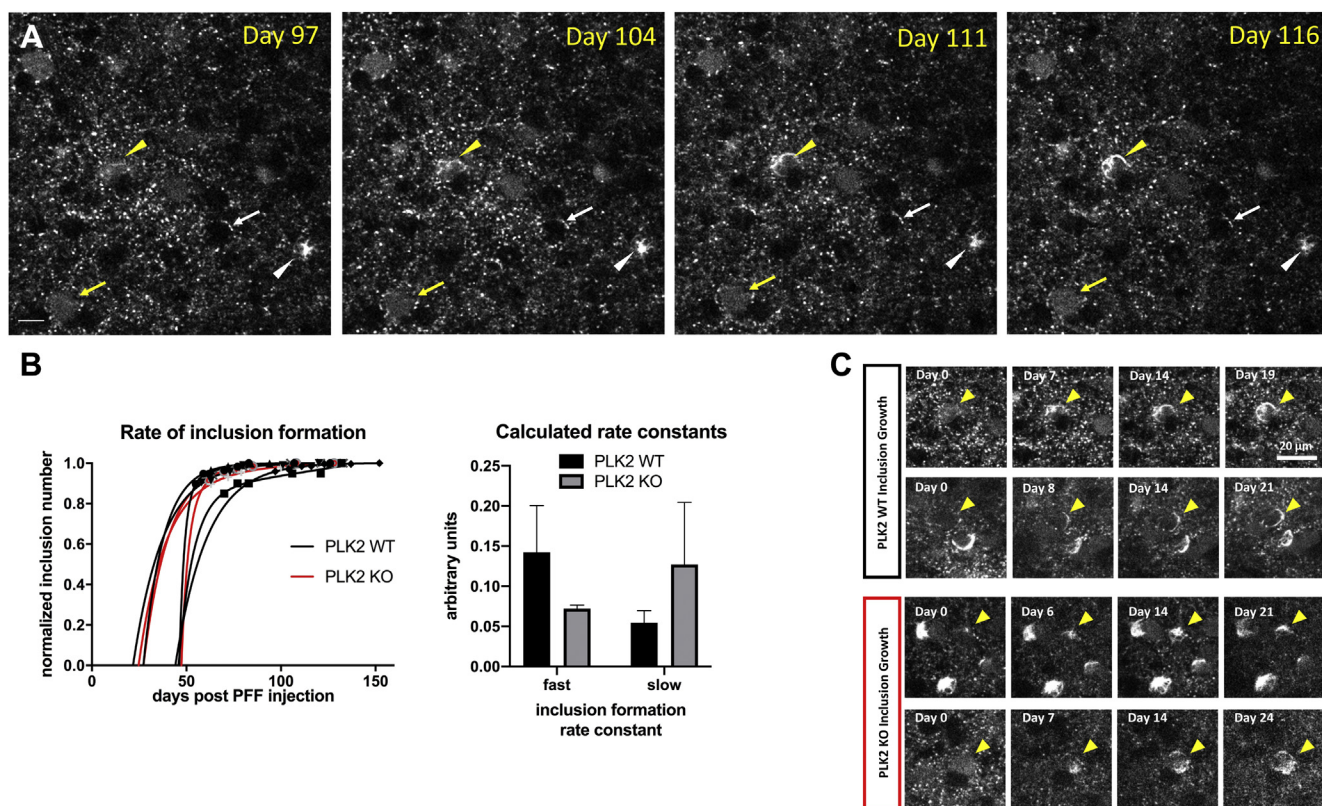 A
Day 97
Day 104
Day 111
Day 116
B
Rate of inclusion formation
normalized inclusion number
1.0
0.8
0.6
0.4
0.2
0.0
0
50
100
150
days post PFF injection
PLK2 WT
PLK2 KO
Calculated rate constants
PLK2 WT
PLK2 KO
arbitrary units
0.25
0.20
0.15
0.10
0.05
0.00
fast
slow
inclusion formation
rate constant
C
PLK2 WT Inclusion Growth
Day 0
Day 7
Day 14
Day 19
20 µm
Day 0
Day 8
Day 14
Day 21
PLK2 KO Inclusion Growth
Day 0
Day 6
Day 14
Day 21
Day 0
Day 7
Day 14
Day 24